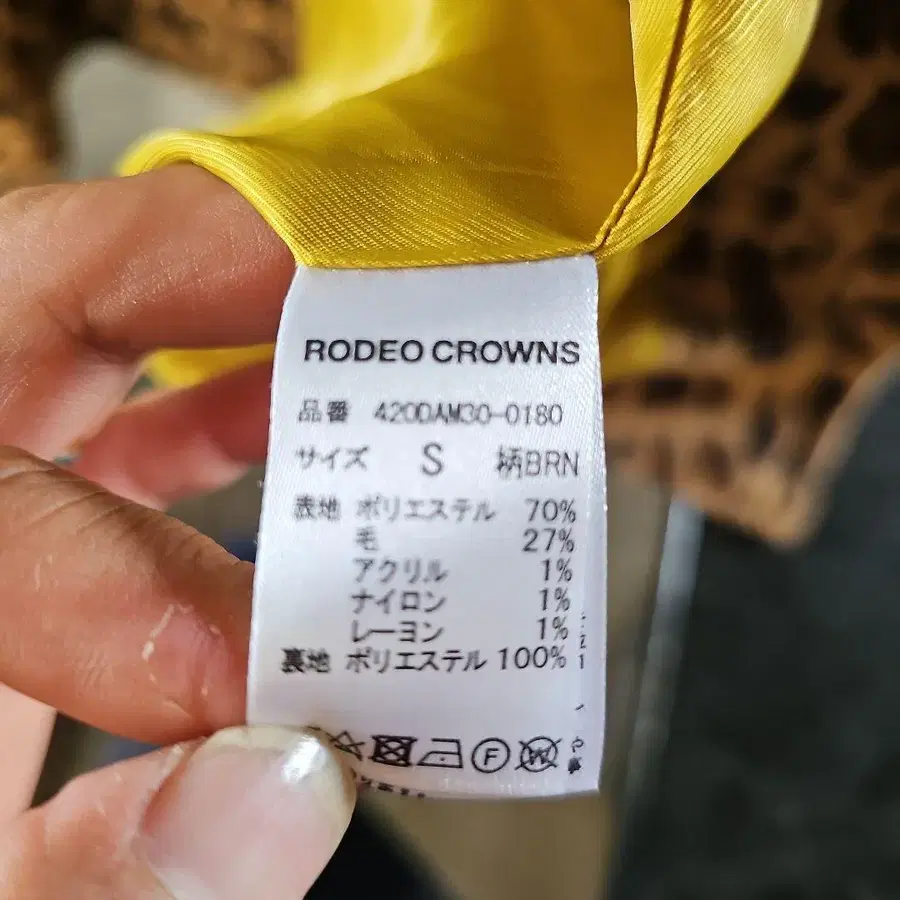 RODEO CROWNS
品番 420DAM30-0180
サイズ S 柄BRN
表地 ポリエステル 70%
毛 27%
アクリル 1%
ナイロン 1%
レーヨン 1%
裏地 ポリエステル 100%
F W